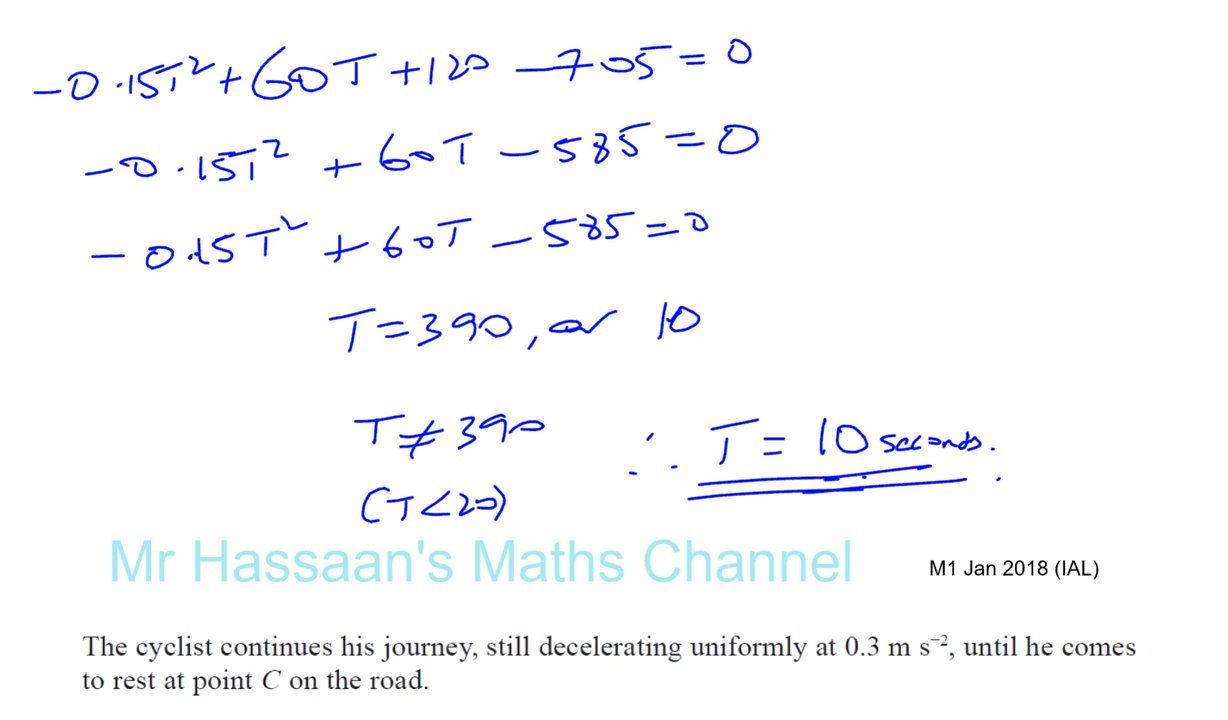 -0.15T²+60T+120-705=0
-0.15T²+60T-585=0
-0.15T²+60T-585=0
T=390, or 10
T≠390 ∴ T=10 seconds.
(T<20)
Mr Hassaan's Maths Channel
M1 Jan 2018 (IAL)
The cyclist continues his journey, still decelerating uniformly at 0.3 m s⁻², until he comes
to rest at point C on the road.